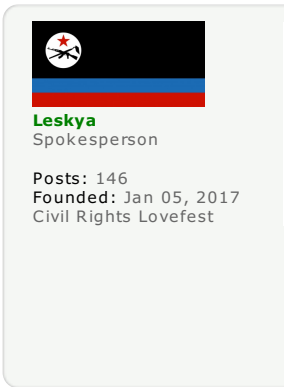 Leskya
Spokesperson
Posts: 146
Founded: Jan 05, 2017
Civil Rights Lovefest